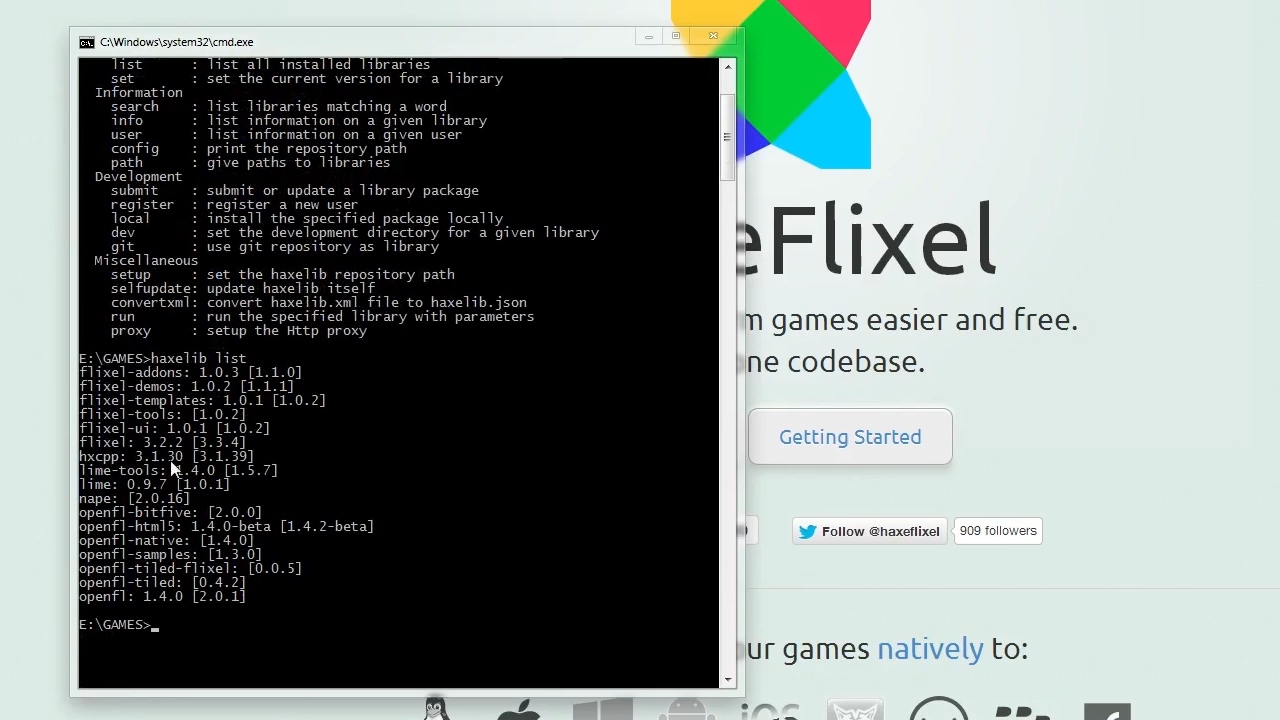 C:\Windows\system32\cmd.exe
list : list all installed libraries
set : set the current version for a library
Information
search : list libraries matching a word
info : list information on a given library
user : list information on a given user
config : print the repository path
path : give paths to libraries
Development
submit : submit or update a library package
register : register a new user
local : install the specified package locally
dev : set the development directory for a given library
git : use git repository as library
Miscellaneous
setup : set the haxelib repository path
selfupdate: update haxelib itself
convertxml: convert haxelib.xml file to haxelib.json
run : run the specified library with parameters
proxy : setup the Http proxy
E:\GAMES>haxelib list
flixel-addons: 1.0.3 [1.1.0]
flixel-demos: 1.0.2 [1.1.1]
flixel-templates: 1.0.1 [1.0.2]
flixel-tools: [1.0.2]
flixel-ui: 1.0.1 [1.0.2]
flixel: 3.2.2 [3.3.4]
hxcpp: 3.1.30 [3.1.39]
lime-tools: 1.4.0 [1.5.7]
lime: 0.9.7 [1.0.1]
nape: [2.0.16]
openfl-bitfive: [2.0.0]
openfl-html5: 1.4.0-beta [1.4.2-beta]
openfl-native: [1.4.0]
openfl-samples: [1.3.0]
openfl-tiled-flixel: [0.0.5]
openfl-tiled: [0.4.2]
openfl: 1.4.0 [2.0.1]
E:\GAMES>
eFlixel
m games easier and free.
ne codebase.
Getting Started
Follow @haxeflixel
909 followers
ur games natively to:
iOS